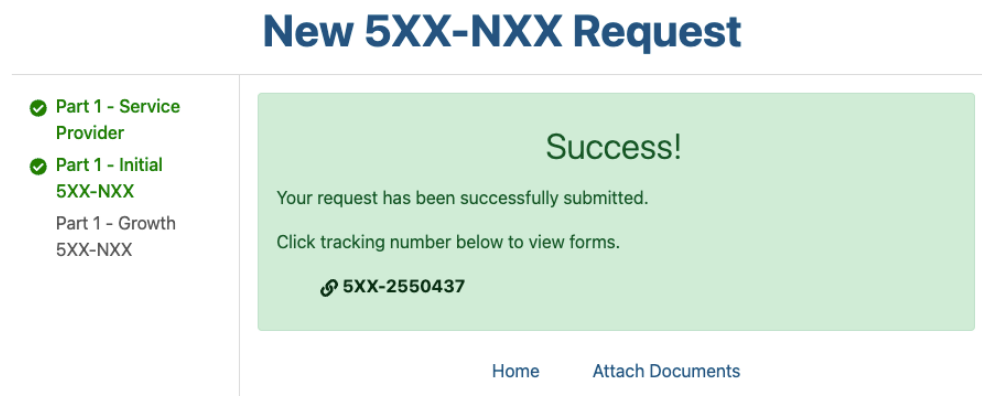 New 5XX-NXX Request
Part 1 - Service
Provider
Part 1 - Initial
5XX-NXX
Part 1 - Growth
5XX-NXX
Success!
Your request has been successfully submitted.
Click tracking number below to view forms.
5XX-2550437
Home Attach Documents